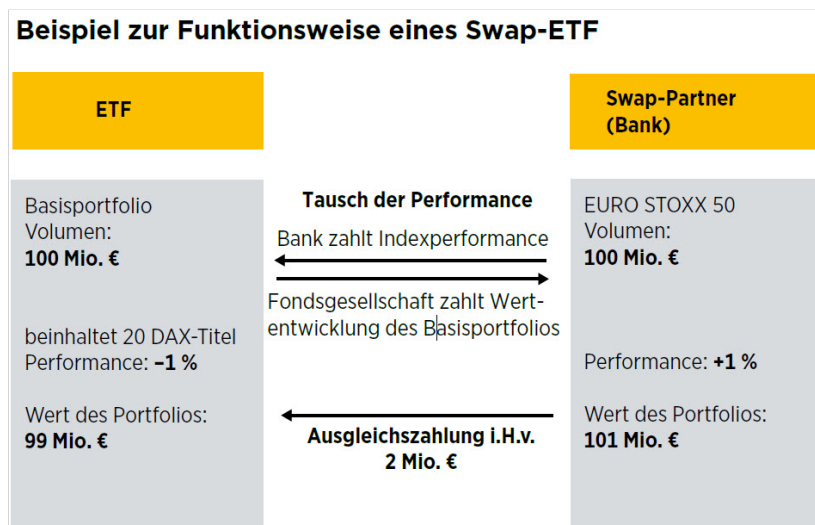 Beispiel zur Funktionsweise eines Swap-ETF
ETF
Swap-Partner
(Bank)
Basisportfolio
Volumen:
100 Mio. €
beinhaltet 20 DAX-Titel
Performance: –1 %
Wert des Portfolios:
99 Mio. €
Tausch der Performance
Bank zahlt Indexperformance
Fondsgesellschaft zahlt Wert-
entwicklung des Basisportfolios
Ausgleichszahlung i.H.v.
2 Mio. €
EURO STOXX 50
Volumen:
100 Mio. €
Performance: +1 %
Wert des Portfolios:
101 Mio. €